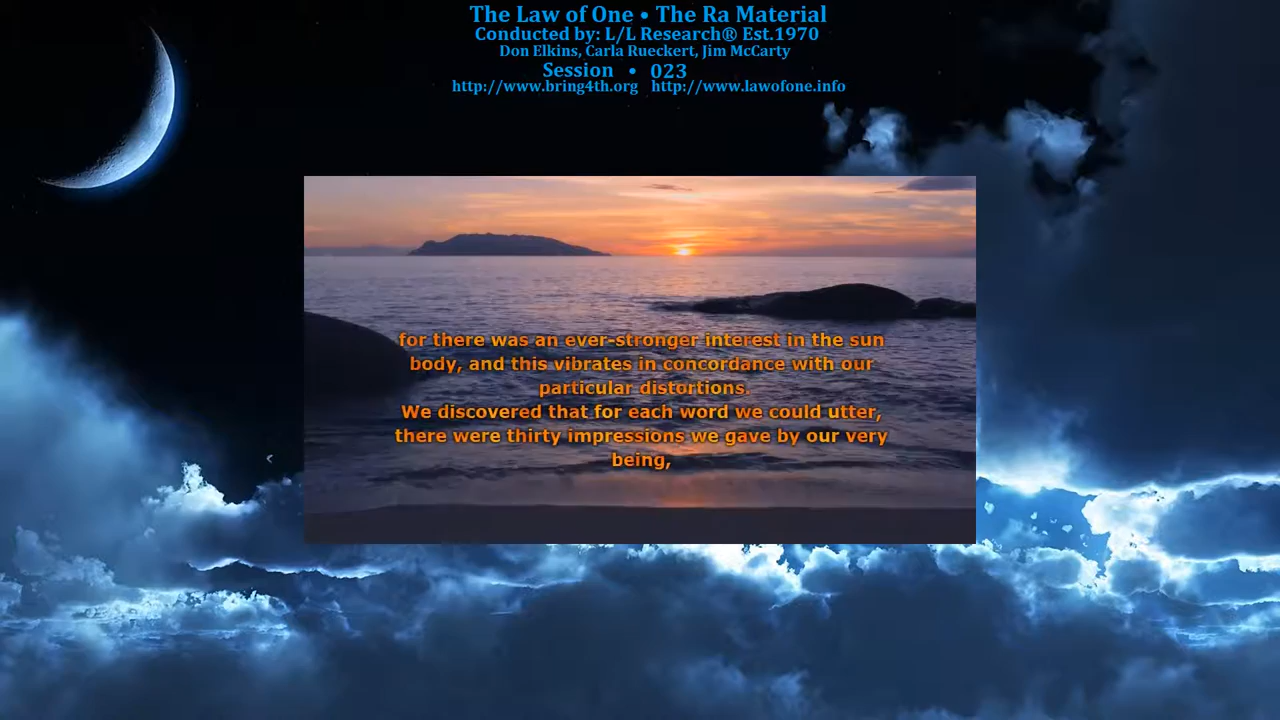 The Law of One • The Ra Material
Conducted by: L/L Research® Est.1970
Don Elkins, Carla Rueckert, Jim McCarty
Session • 023
http://www.bring4th.org http://www.lawofone.info
for there was an ever-stronger interest in the sun
body, and this vibrates in concordance with our
particular distortions.
We discovered that for each word we could utter,
there were thirty impressions we gave by our very
being,